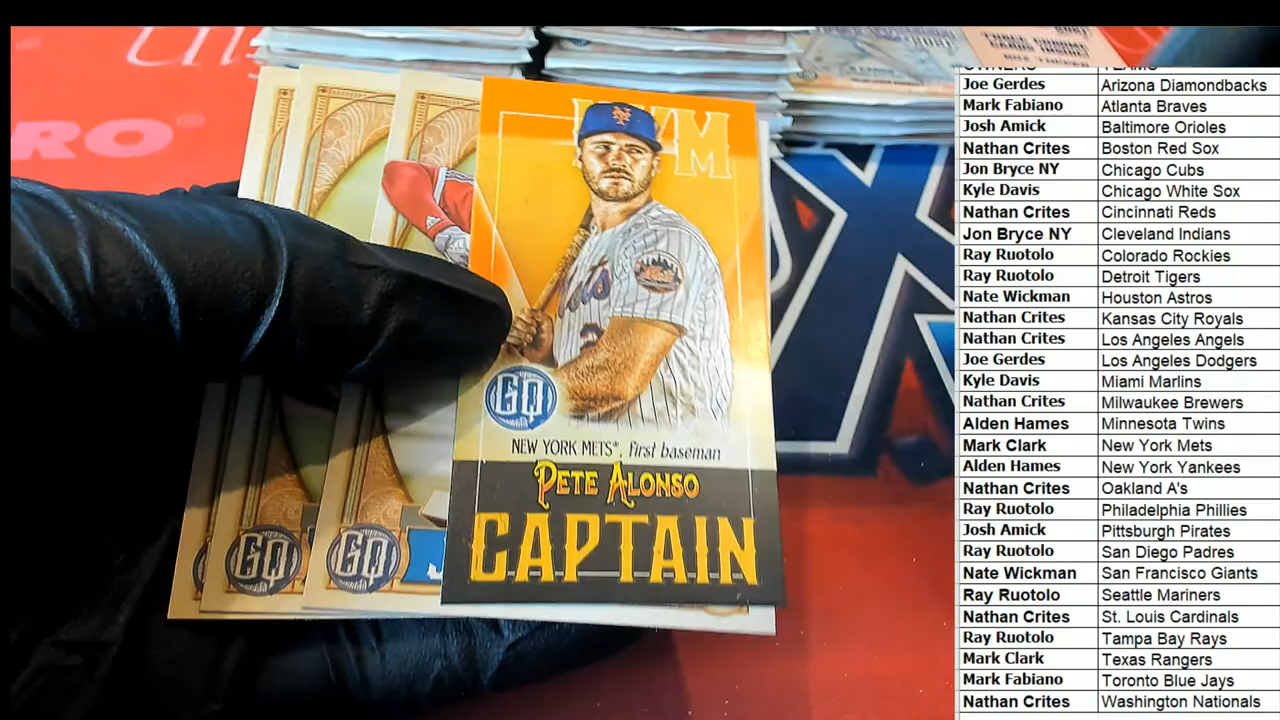 RO®
NYM
GQ
NEW YORK METS®, first baseman
PETE ALONSO
CAPTAIN
GQ
GQ
J
OWNERS TEAMS
Joe Gerdes Arizona Diamondbacks
Mark Fabiano Atlanta Braves
Josh Amick Baltimore Orioles
Nathan Crites Boston Red Sox
Jon Bryce NY Chicago Cubs
Kyle Davis Chicago White Sox
Nathan Crites Cincinnati Reds
Jon Bryce NY Cleveland Indians
Ray Ruotolo Colorado Rockies
Ray Ruotolo Detroit Tigers
Nate Wickman Houston Astros
Nathan Crites Kansas City Royals
Nathan Crites Los Angeles Angels
Joe Gerdes Los Angeles Dodgers
Kyle Davis Miami Marlins
Nathan Crites Milwaukee Brewers
Alden Hames Minnesota Twins
Mark Clark New York Mets
Alden Hames New York Yankees
Nathan Crites Oakland A's
Ray Ruotolo Philadelphia Phillies
Josh Amick Pittsburgh Pirates
Ray Ruotolo San Diego Padres
Nate Wickman San Francisco Giants
Ray Ruotolo Seattle Mariners
Nathan Crites St. Louis Cardinals
Ray Ruotolo Tampa Bay Rays
Mark Clark Texas Rangers
Mark Fabiano Toronto Blue Jays
Nathan Crites Washington Nationals